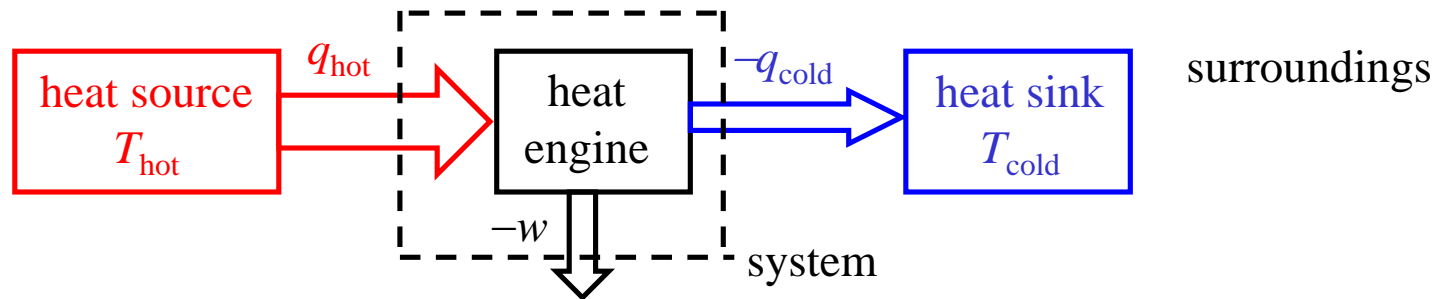 q_hot
heat source
T_hot
heat
engine
–q_cold
heat sink
T_cold
surroundings
–w
system